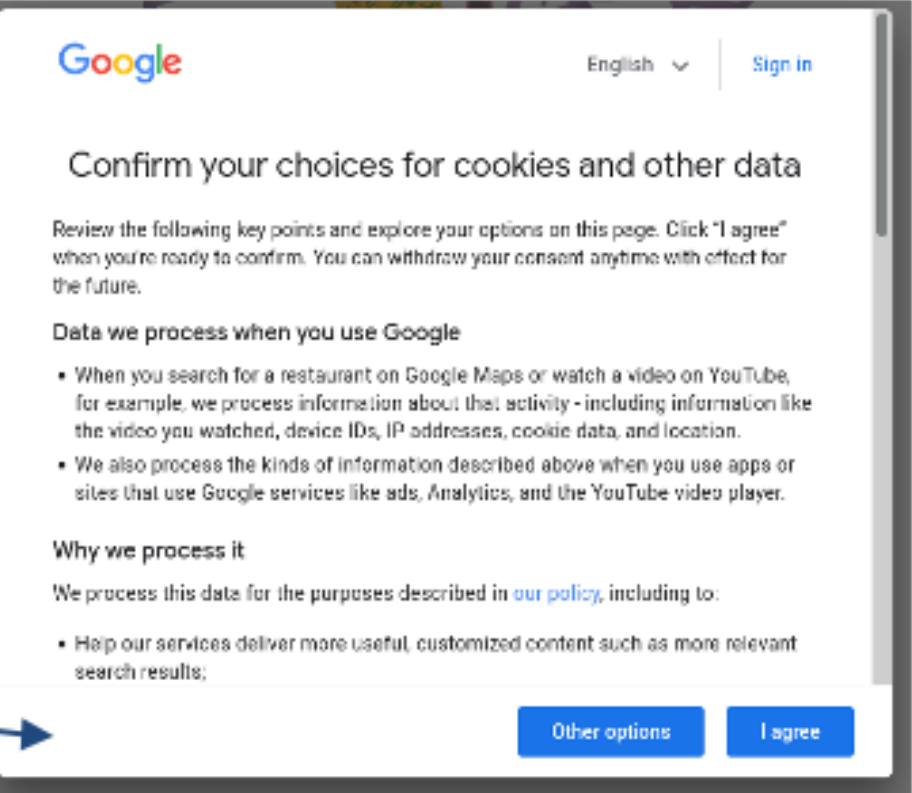 Google
English
Sign in
Confirm your choices for cookies and other data
Review the following key points and explore your options on this page. Click "I agree"
when you're ready to confirm. You can withdraw your consent anytime with effect for
the future.
Data we process when you use Google
▪ When you search for a restaurant on Google Maps or watch a video on YouTube,
for example, we process information about that activity - including information like
the video you watched, device IDs, IP addresses, cookie data, and location.
▪ We also process the kinds of information described above when you use apps or
sites that use Google services like ads, Analytics, and the YouTube video player.
Why we process it
We process this data for the purposes described in our policy, including to:
▪ Help our services deliver more useful, customized content such as more relevant
search results;
Other options
I agree